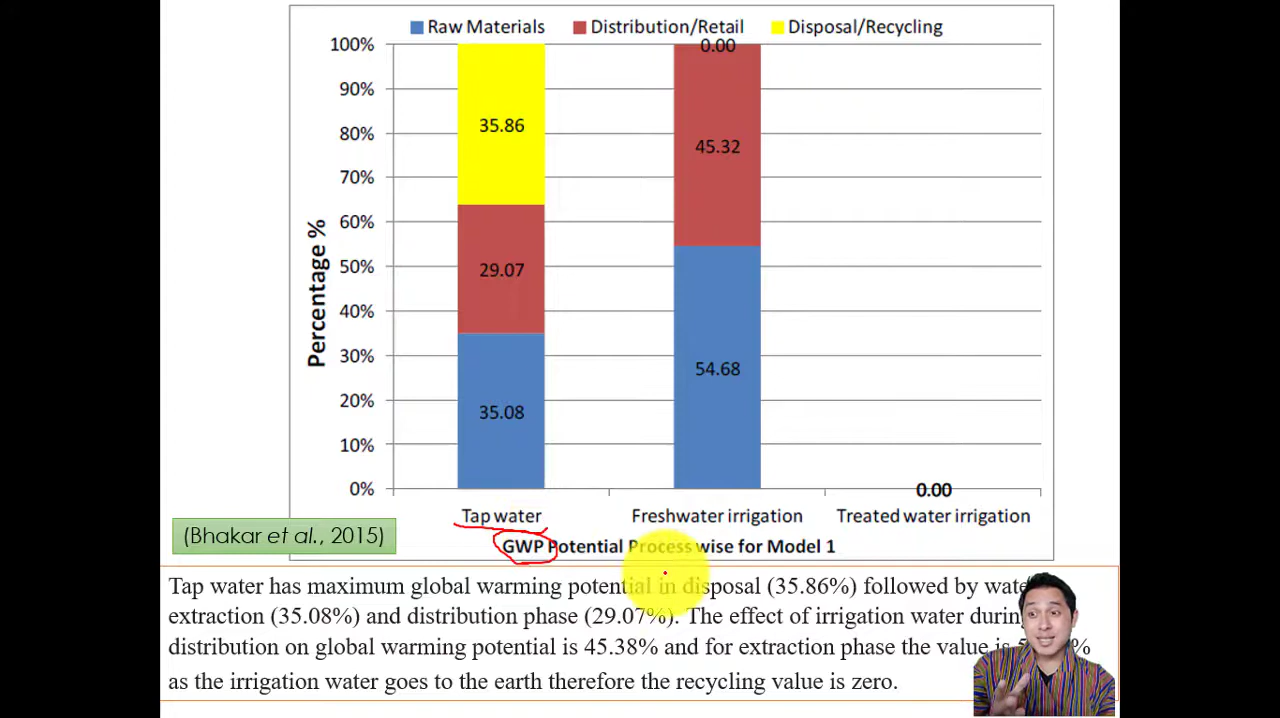 Raw Materials Distribution/Retail Disposal/Recycling
100%
90%
80%
70%
60%
50%
40%
30%
20%
10%
0%
Percentage %
35.86
29.07
35.08
0.00
45.32
54.68
0.00
Tap water Freshwater irrigation Treated water irrigation
GWP Potential Process wise for Model 1
(Bhakar et al., 2015)
Tap water has maximum global warming potential in disposal (35.86%) followed by
extraction (35.08%) and distribution phase (29.07%). The effect of irrigation water
distribution on global warming potential is 45.38% and for extraction phase the value is
as the irrigation water goes to the earth therefore the recycling value is zero.